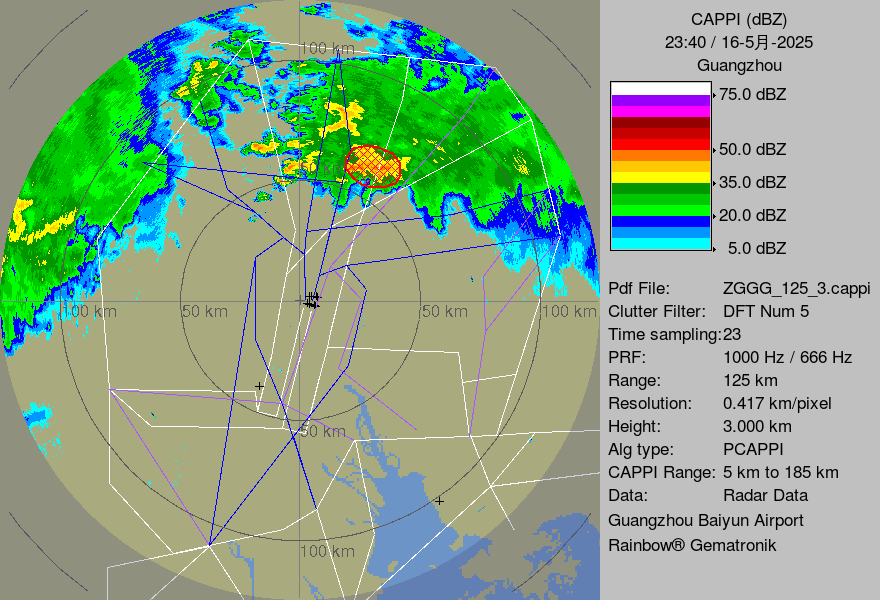 CAPPI (dBZ)
23:40 / 16-5月-2025
Guangzhou
75.0 dBZ
50.0 dBZ
35.0 dBZ
20.0 dBZ
5.0 dBZ
Pdf File: ZGGG_125_3.cappi
Clutter Filter: DFT Num 5
Time sampling:23
PRF: 1000 Hz / 666 Hz
Range: 125 km
Resolution: 0.417 km/pixel
Height: 3.000 km
Alg type: PCAPPI
CAPPI Range: 5 km to 185 km
Data: Radar Data
Guangzhou Baiyun Airport
Rainbow® Gematronik
100 km
50
100 km
50 km
50 km
100 km
50 km
100 km